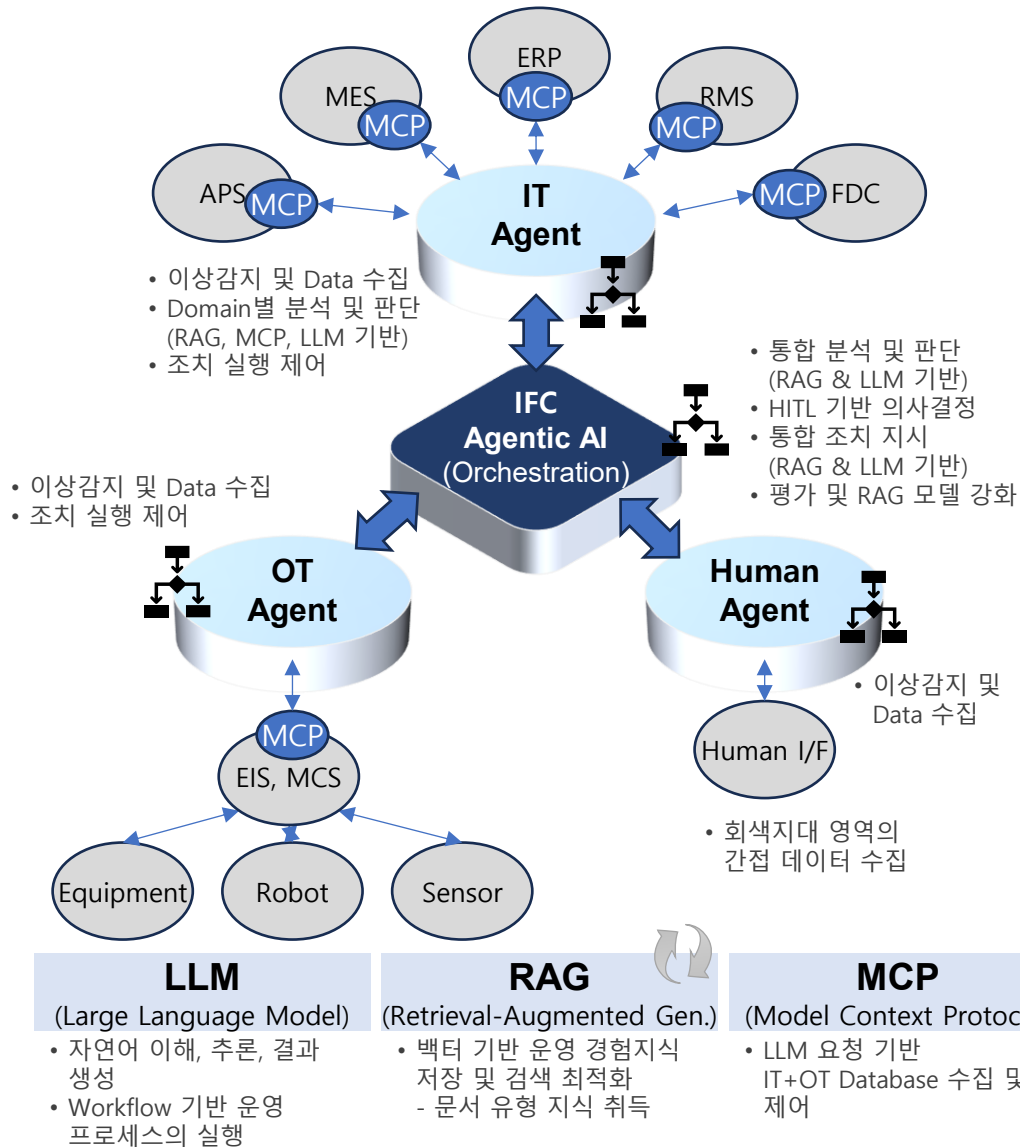 ERP
MCP
MES
MCP
RMS
MCP
APS
MCP
MCP
FDC
IT
Agent
• 이상감지 및 Data 수집
• Domain별 분석 및 판단
(RAG, MCP, LLM 기반)
• 조치 실행 제어
• 통합 분석 및 판단
(RAG & LLM 기반)
• HITL 기반 의사결정
• 통합 조치 지시
(RAG & LLM 기반)
• 평가 및 RAG 모델 강화
IFC
Agentic AI
(Orchestration)
• 이상감지 및 Data 수집
• 조치 실행 제어
OT
Agent
Human
Agent
• 이상감지 및
Data 수집
MCP
EIS, MCS
Human I/F
• 회색지대 영역의
간접 데이터 수집
Equipment
Robot
Sensor
LLM
(Large Language Model)
• 자연어 이해, 추론, 결과
생성
• Workflow 기반 운영
프로세스의 실행
RAG
(Retrieval-Augmented Gen.)
• 백터 기반 운영 경험지식
저장 및 검색 최적화
- 문서 유형 지식 취득
MCP
(Model Context Protoc
• LLM 요청 기반
IT+OT Database 수집 및
제어